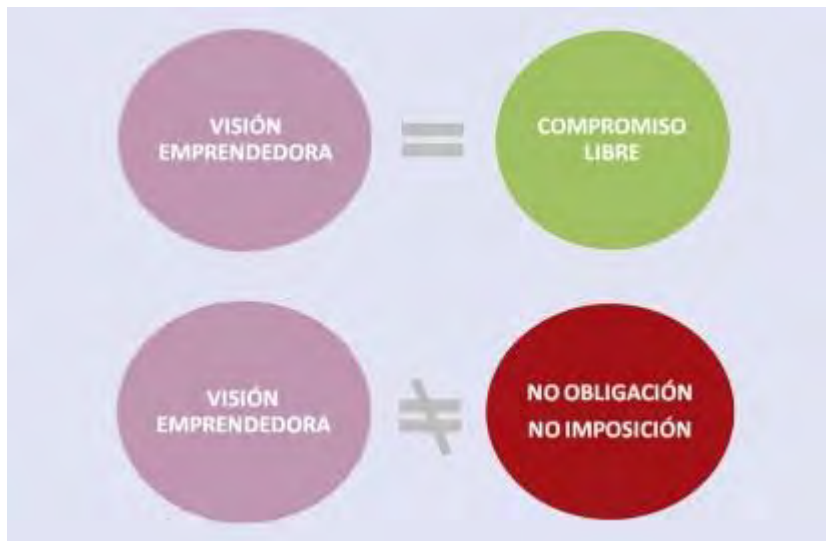 VISIÓN
EMPRENDEDORA
=
COMPROMISO
LIBRE
VISIÓN
EMPRENDEDORA
≠
NO OBLIGACIÓN
NO IMPOSICIÓN